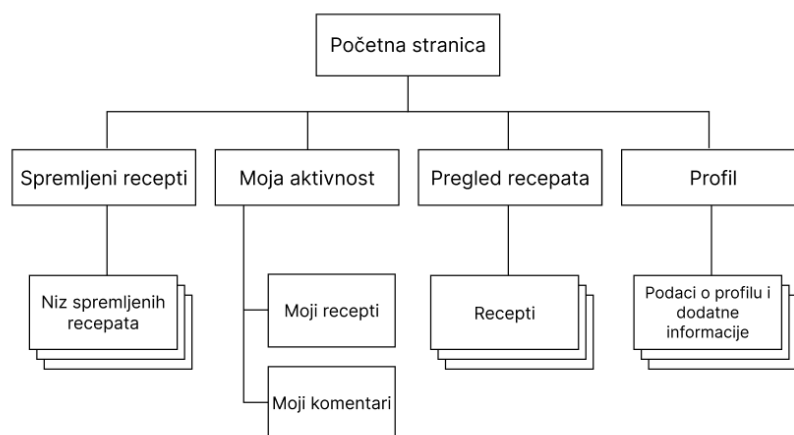 Početna stranica
Spremljeni recepti
Moja aktivnost
Pregled recepata
Profil
Niz spremljenih
recepata
Moji recepti
Moji komentari
Recepti
Podaci o profilu i
dodatne
informacije